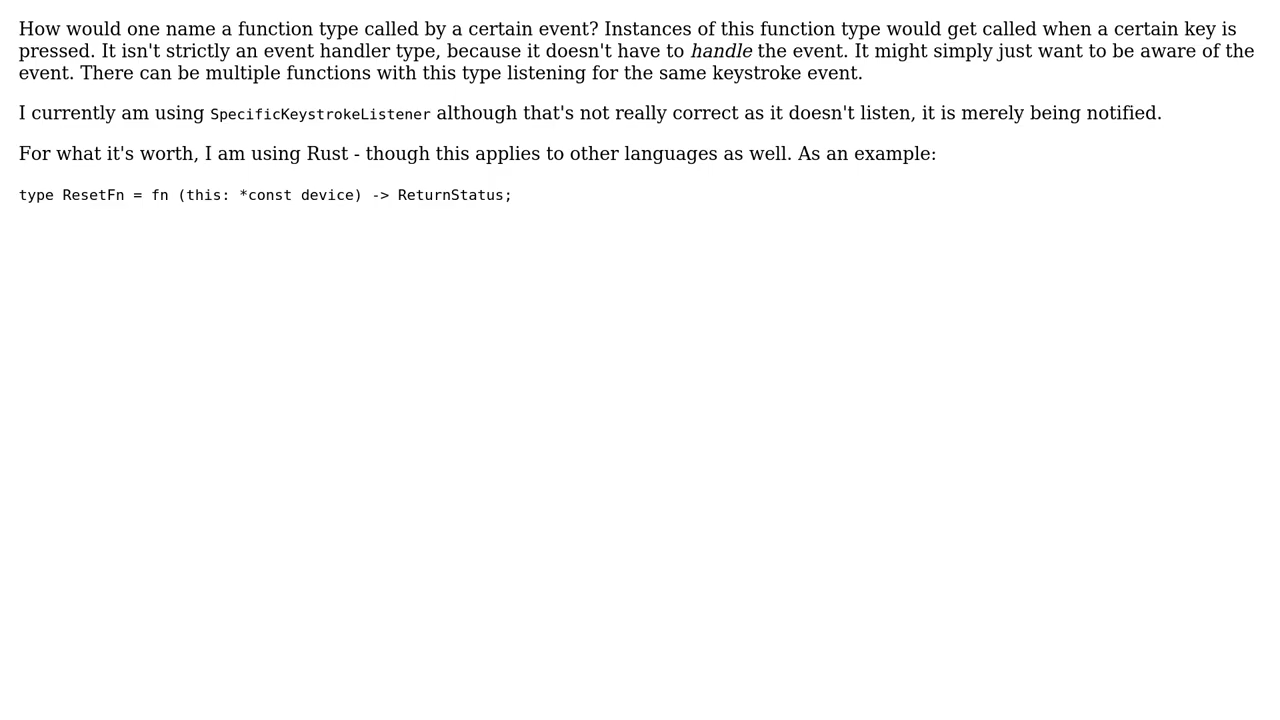 How would one name a function type called by a certain event? Instances of this function type would get called when a certain key is
pressed. It isn't strictly an event handler type, because it doesn't have to handle the event. It might simply just want to be aware of the
event. There can be multiple functions with this type listening for the same keystroke event.
I currently am using SpecificKeystrokeListener although that's not really correct as it doesn't listen, it is merely being notified.
For what it's worth, I am using Rust - though this applies to other languages as well. As an example:
type ResetFn = fn (this: *const device) -> ReturnStatus;